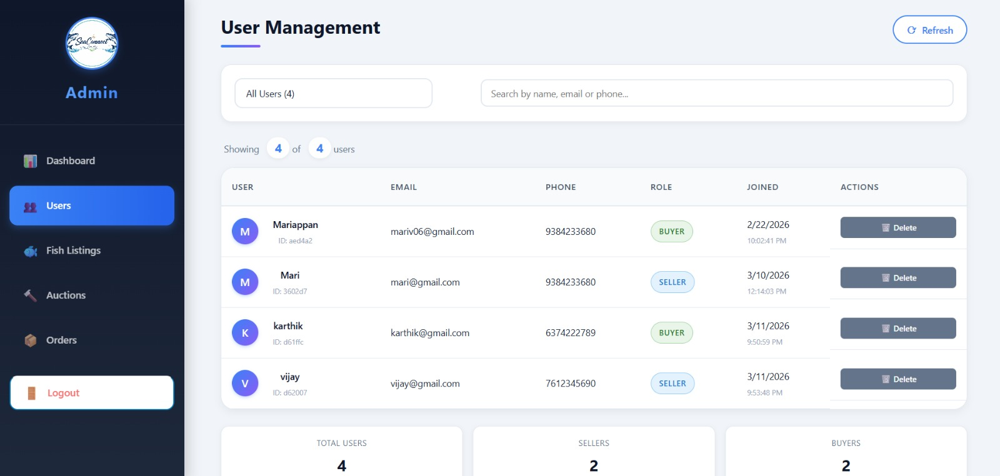 SeaConnect
Admin
Dashboard
Users
Fish Listings
Auctions
Orders
Logout
User Management
Refresh
All Users (4)
Search by name, email or phone...
Showing 4 of 4 users
USER EMAIL PHONE ROLE JOINED ACTIONS
M Mariappan mariv06@gmail.com 9384233680 BUYER 2/22/2026 Delete
ID: aed4a2 10:02:41 PM
M Mari mari@gmail.com 9384233680 SELLER 3/10/2026 Delete
ID: 3602d7 12:14:03 PM
K karthik karthik@gmail.com 6374222789 BUYER 3/11/2026 Delete
ID: d61ffc 9:50:59 PM
V vijay vijay@gmail.com 7612345690 SELLER 3/11/2026 Delete
ID: d62007 9:53:48 PM
TOTAL USERS SELLERS BUYERS
4 2 2